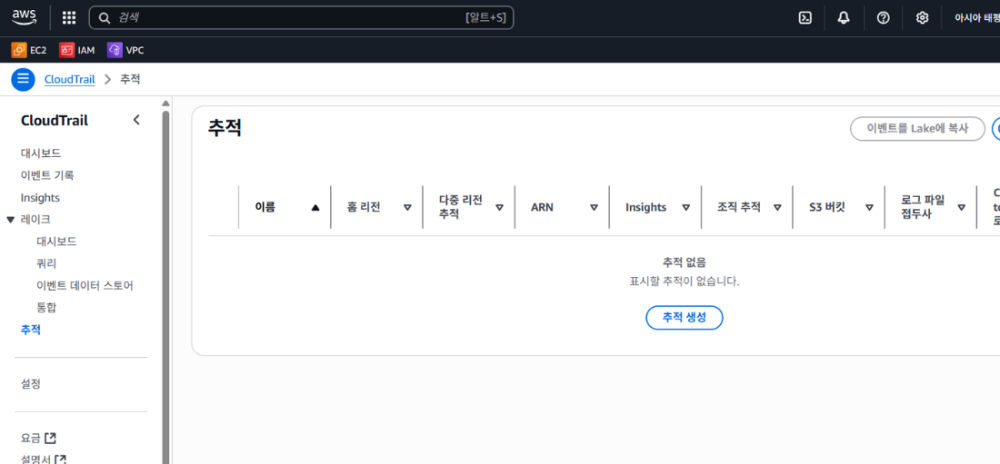 aws
검색
[알트+S]
아시아 태평
EC2
IAM
VPC
CloudTrail
추적
CloudTrail
대시보드
이벤트 기록
Insights
레이크
대시보드
쿼리
이벤트 데이터 스토어
통합
추적
설정
요금
설명서
추적
이벤트를 Lake에 복사
이름
홈 리전
다중 리전
추적
ARN
Insights
조직 추적
S3 버킷
로그 파일
접두사
추적 없음
표시할 추적이 없습니다.
추적 생성